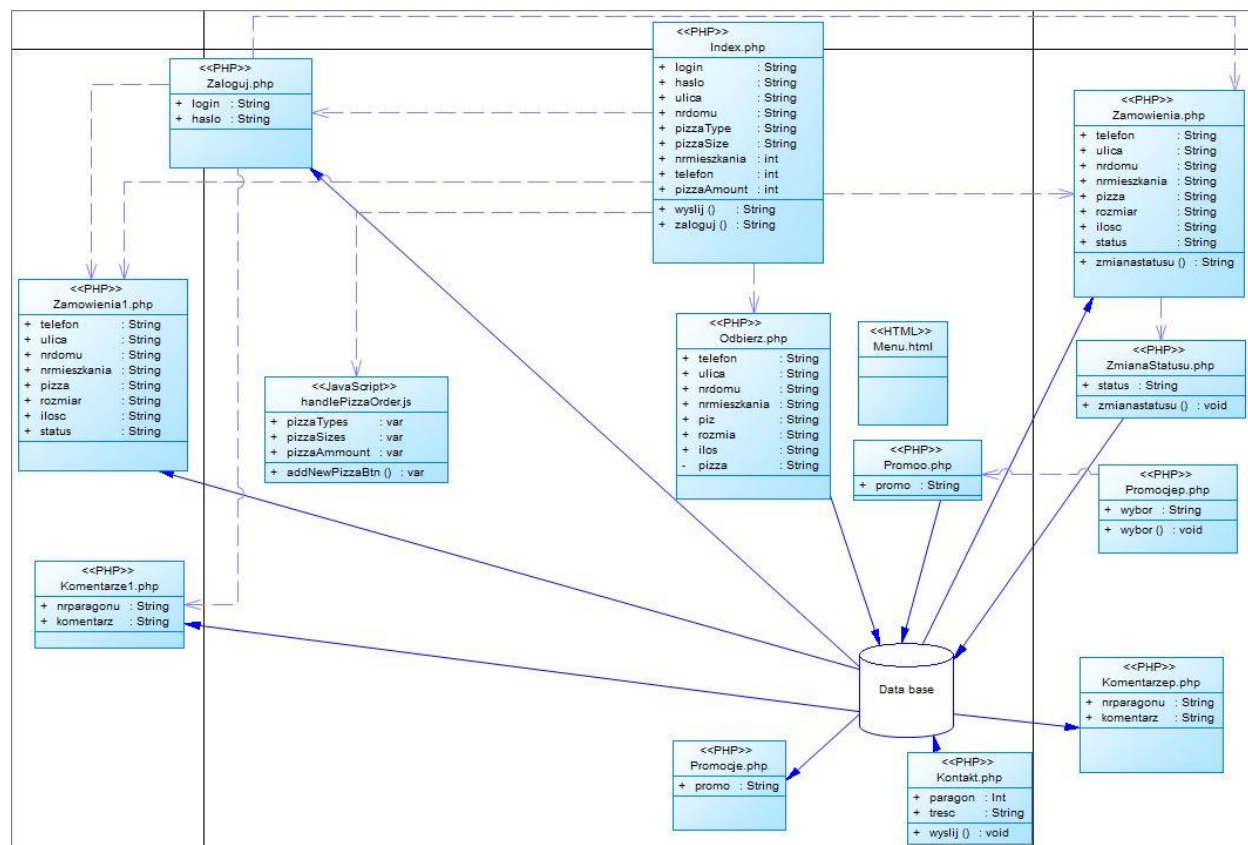 <<PHP>>
Zaloguj.php
+ login : String
+ haslo : String
<<PHP>>
Index.php
+ login : String
+ haslo : String
+ ulica : String
+ nrdomu : String
+ pizzaType : String
+ pizzaSize : String
+ nrmieszkania : int
+ telefon : int
+ pizzaAmount : int
+ wyslij () : String
+ zaloguj () : String
<<PHP>>
Zamowienia.php
+ telefon : String
+ ulica : String
+ nrdomu : String
+ nrmieszkania : String
+ pizza : String
+ rozmiar : String
+ ilosc : String
+ status : String
+ zmianastatusu () : String
<<PHP>>
Zamowienia1.php
+ telefon : String
+ ulica : String
+ nrdomu : String
+ nrmieszkania : String
+ pizza : String
+ rozmiar : String
+ ilosc : String
+ status : String
<<JavaScript>>
handlePizzaOrder.js
+ pizzaTypes : var
+ pizzaSizes : var
+ pizzaAmmount : var
+ addNewPizzaBtn () : var
<<PHP>>
Odbierz.php
+ telefon : String
+ ulica : String
+ nrdomu : String
+ nrmieszkania : String
+ piz : String
+ rozmia : String
+ ilos : String
- pizza : String
<<HTML>>
Menu.html
<<PHP>>
ZmianaStatusu.php
+ status : String
+ zmianastatusu () : void
<<PHP>>
Promoo.php
+ promo : String
<<PHP>>
Promocjep.php
+ wybor : String
+ wybor () : void
<<PHP>>
Komentarze1.php
+ nrparagonu : String
+ komentarz : String
Data base
<<PHP>>
Komentarzep.php
+ nrparagonu : String
+ komentarz : String
<<PHP>>
Promocje.php
+ promo : String
<<PHP>>
Kontakt.php
+ paragon : Int
+ tresc : String
+ wyslij () : void